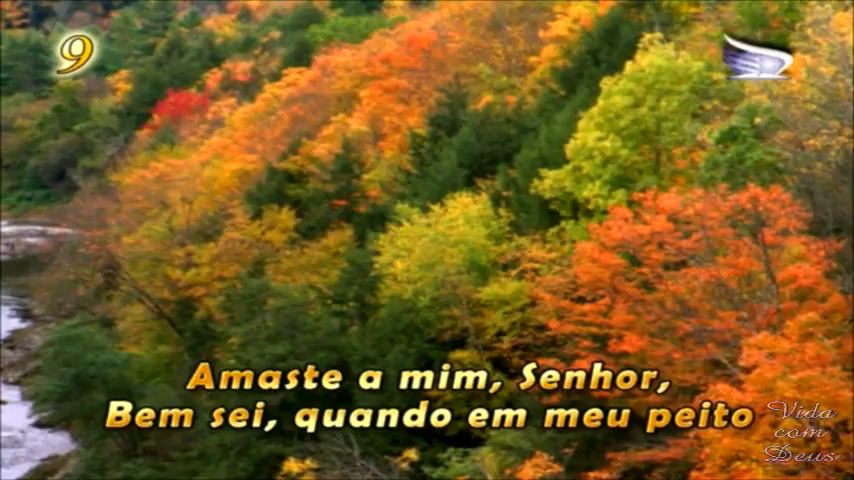 9
Amaste a mim, Senhor,
Bem sei, quando em meu peito
Vida
com
Deus